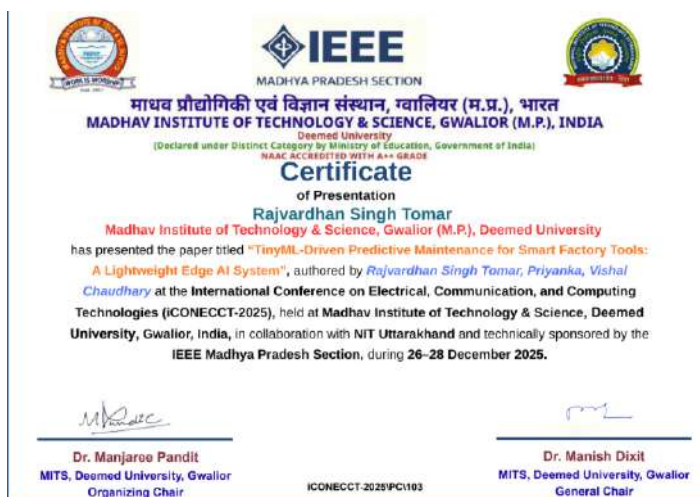 IEEE
MADHYA PRADESH SECTION
माधव प्रौद्योगिकी एवं विज्ञान संस्थान, ग्वालियर (म.प्र.), भारत
MADHAV INSTITUTE OF TECHNOLOGY & SCIENCE, GWALIOR (M.P.), INDIA
Deemed University
(Declared under Distinct Category by Ministry of Education, Government of India)
NAAC ACCREDITED WITH A++ GRADE
Certificate
of Presentation
Rajvardhan Singh Tomar
Madhav Institute of Technology & Science, Gwalior (M.P.), Deemed University
has presented the paper titled "TinyML-Driven Predictive Maintenance for Smart Factory Tools:
A Lightweight Edge AI System", authored by Rajvardhan Singh Tomar, Priyanka, Vishal
Chaudhary at the International Conference on Electrical, Communication, and Computing
Technologies (iCONECCT-2025), held at Madhav Institute of Technology & Science, Deemed
University, Gwalior, India, in collaboration with NIT Uttarakhand and technically sponsored by the
IEEE Madhya Pradesh Section, during 26–28 December 2025.
Dr. Manjaree Pandit
MITS, Deemed University, Gwalior
Organizing Chair
iCONECCT-2025\PC\103
Dr. Manish Dixit
MITS, Deemed University, Gwalior
General Chair